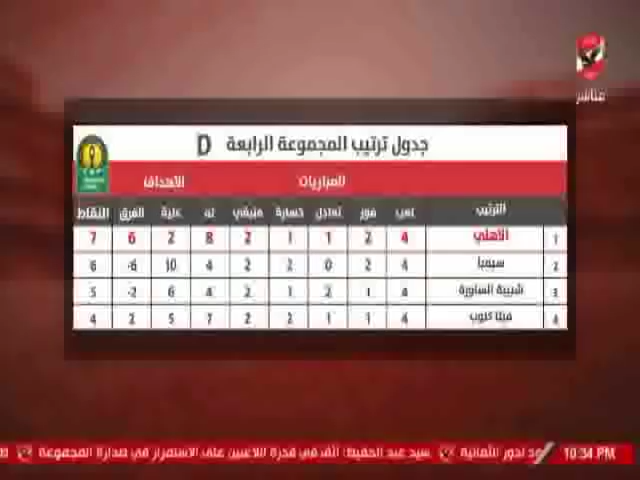 مباشر
جدول ترتيب المجموعة الرابعة D
المباريات الأهداف
الترتيب لعب فوز تعادل خسارة متبقي له علية الفرق النقاط
1 الأهلي 4 2 1 1 2 8 2 6 7
2 سيمبا 4 2 0 2 2 4 10 -6 6
3 شبيبة الساورة 4 1 2 1 2 4 6 -2 5
4 فيتا كلوب 4 1 1 2 2 7 5 2 4
10:34 PM ود لدور الثمانية سيد عبد الحفيظ: أثق في قدرة اللاعبين على الاستمرار في صدارة المجموعة